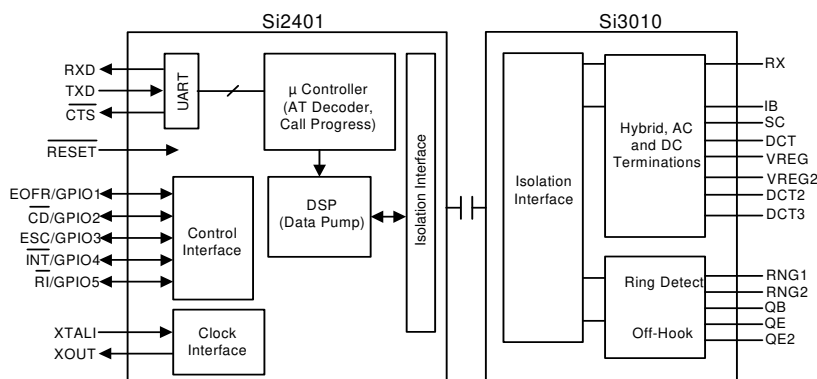 Si2401
Si3010
RXD
TXD
CTS
RESET
EOFR/GPIO1
CD/GPIO2
ESC/GPIO3
INT/GPIO4
RI/GPIO5
XTALI
XOUT
UART
µ Controller
(AT Decoder,
Call Progress)
DSP
(Data Pump)
Control
Interface
Clock
Interface
Isolation Interface
Isolation
Interface
Hybrid, AC
and DC
Terminations
Ring Detect
Off-Hook
RX
IB
SC
DCT
VREG
VREG2
DCT2
DCT3
RNG1
RNG2
QB
QE
QE2